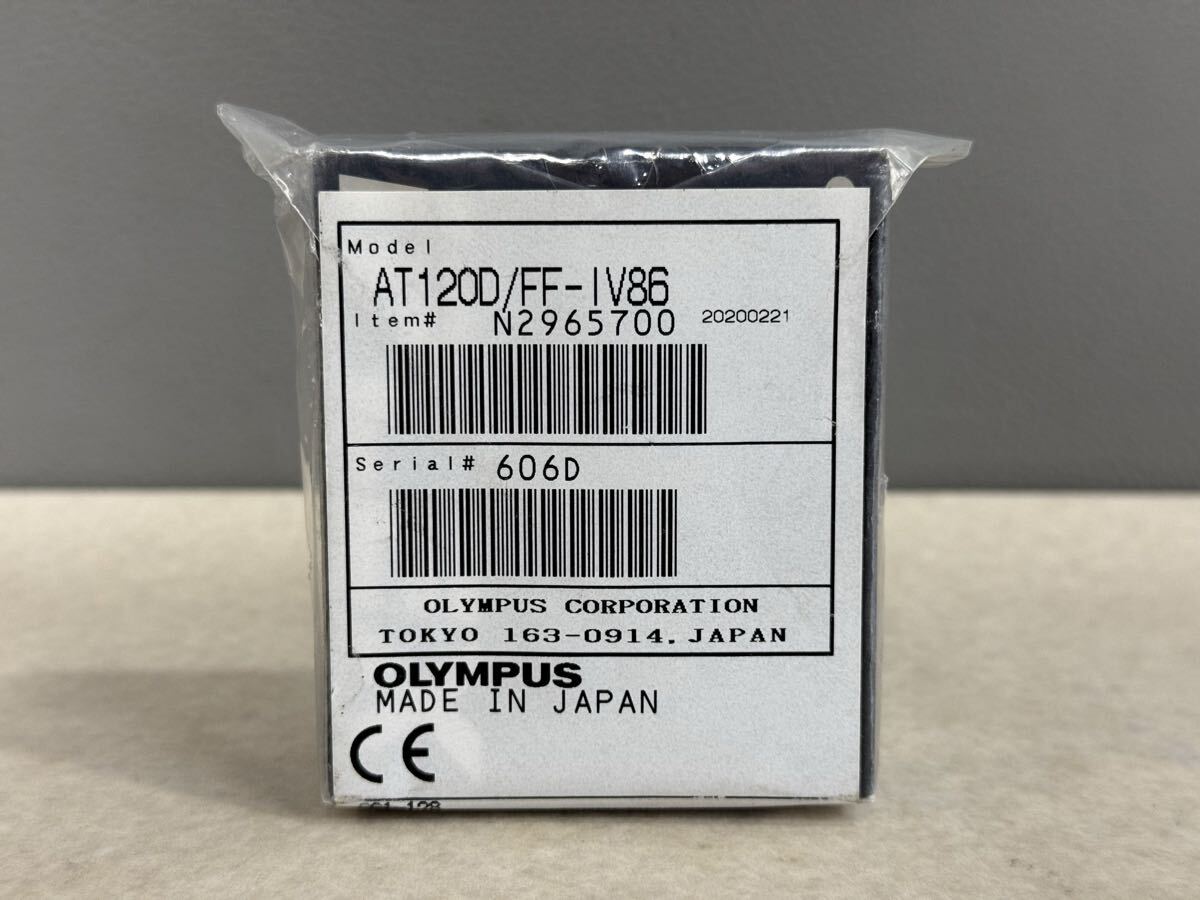 Model
AT120D/FF-IV86
Item# N2965700 20200221
Serial# 606D
OLYMPUS CORPORATION
TOKYO 163-0914, JAPAN
OLYMPUS
MADE IN JAPAN
CE